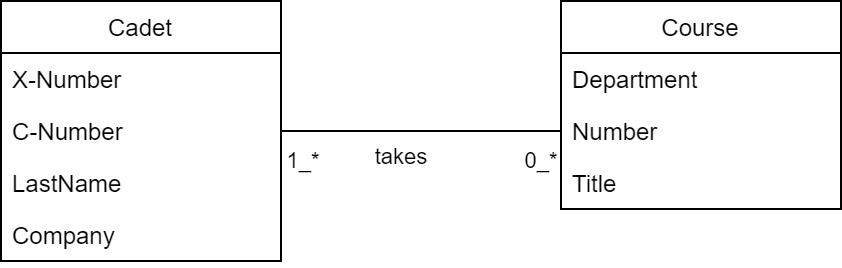 Cadet
X-Number
C-Number
LastName
Company
1_*
takes
0_*
Course
Department
Number
Title